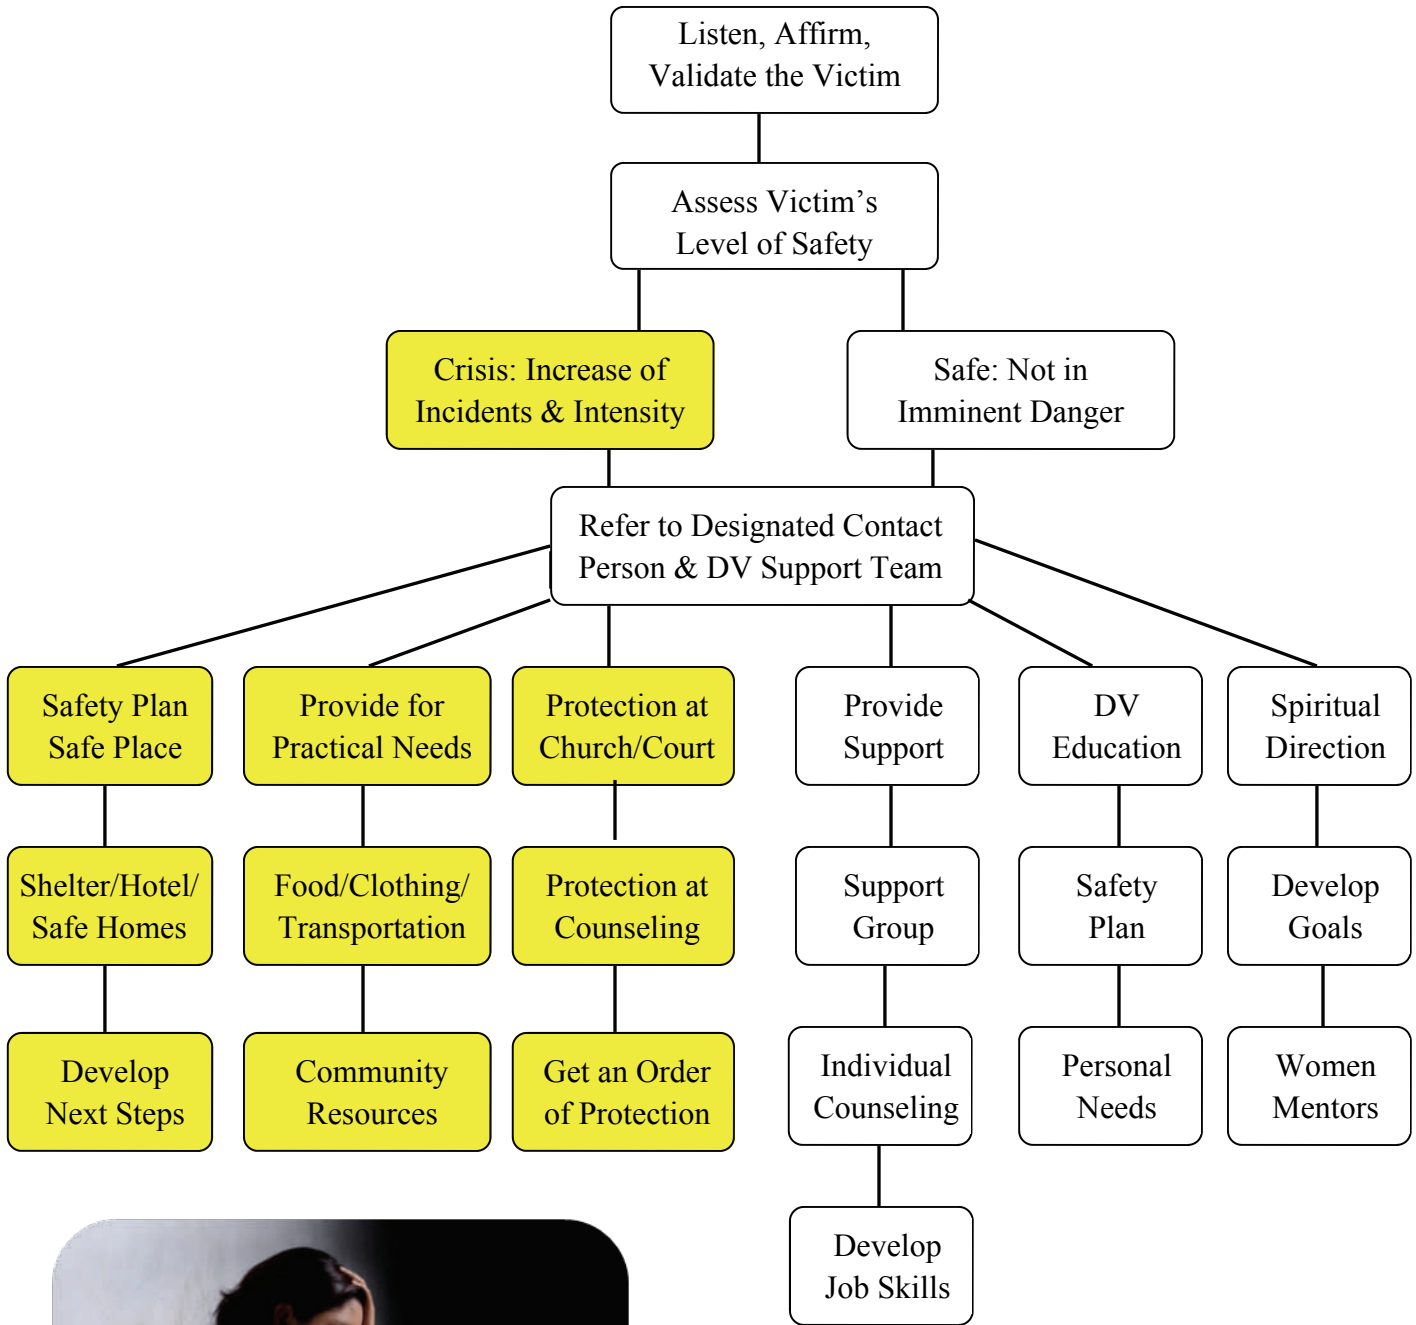 Listen, Affirm,
Validate the Victim
Assess Victim’s
Level of Safety
Crisis: Increase of
Incidents & Intensity
Safe: Not in
Imminent Danger
Refer to Designated Contact
Person & DV Support Team
Safety Plan
Safe Place
Provide for
Practical Needs
Protection at
Church/Court
Provide
Support
DV
Education
Spiritual
Direction
Shelter/Hotel/
Safe Homes
Food/Clothing/
Transportation
Protection at
Counseling
Support
Group
Safety
Plan
Develop
Goals
Develop
Next Steps
Community
Resources
Get an Order
of Protection
Individual
Counseling
Personal
Needs
Women
Mentors
Develop
Job Skills